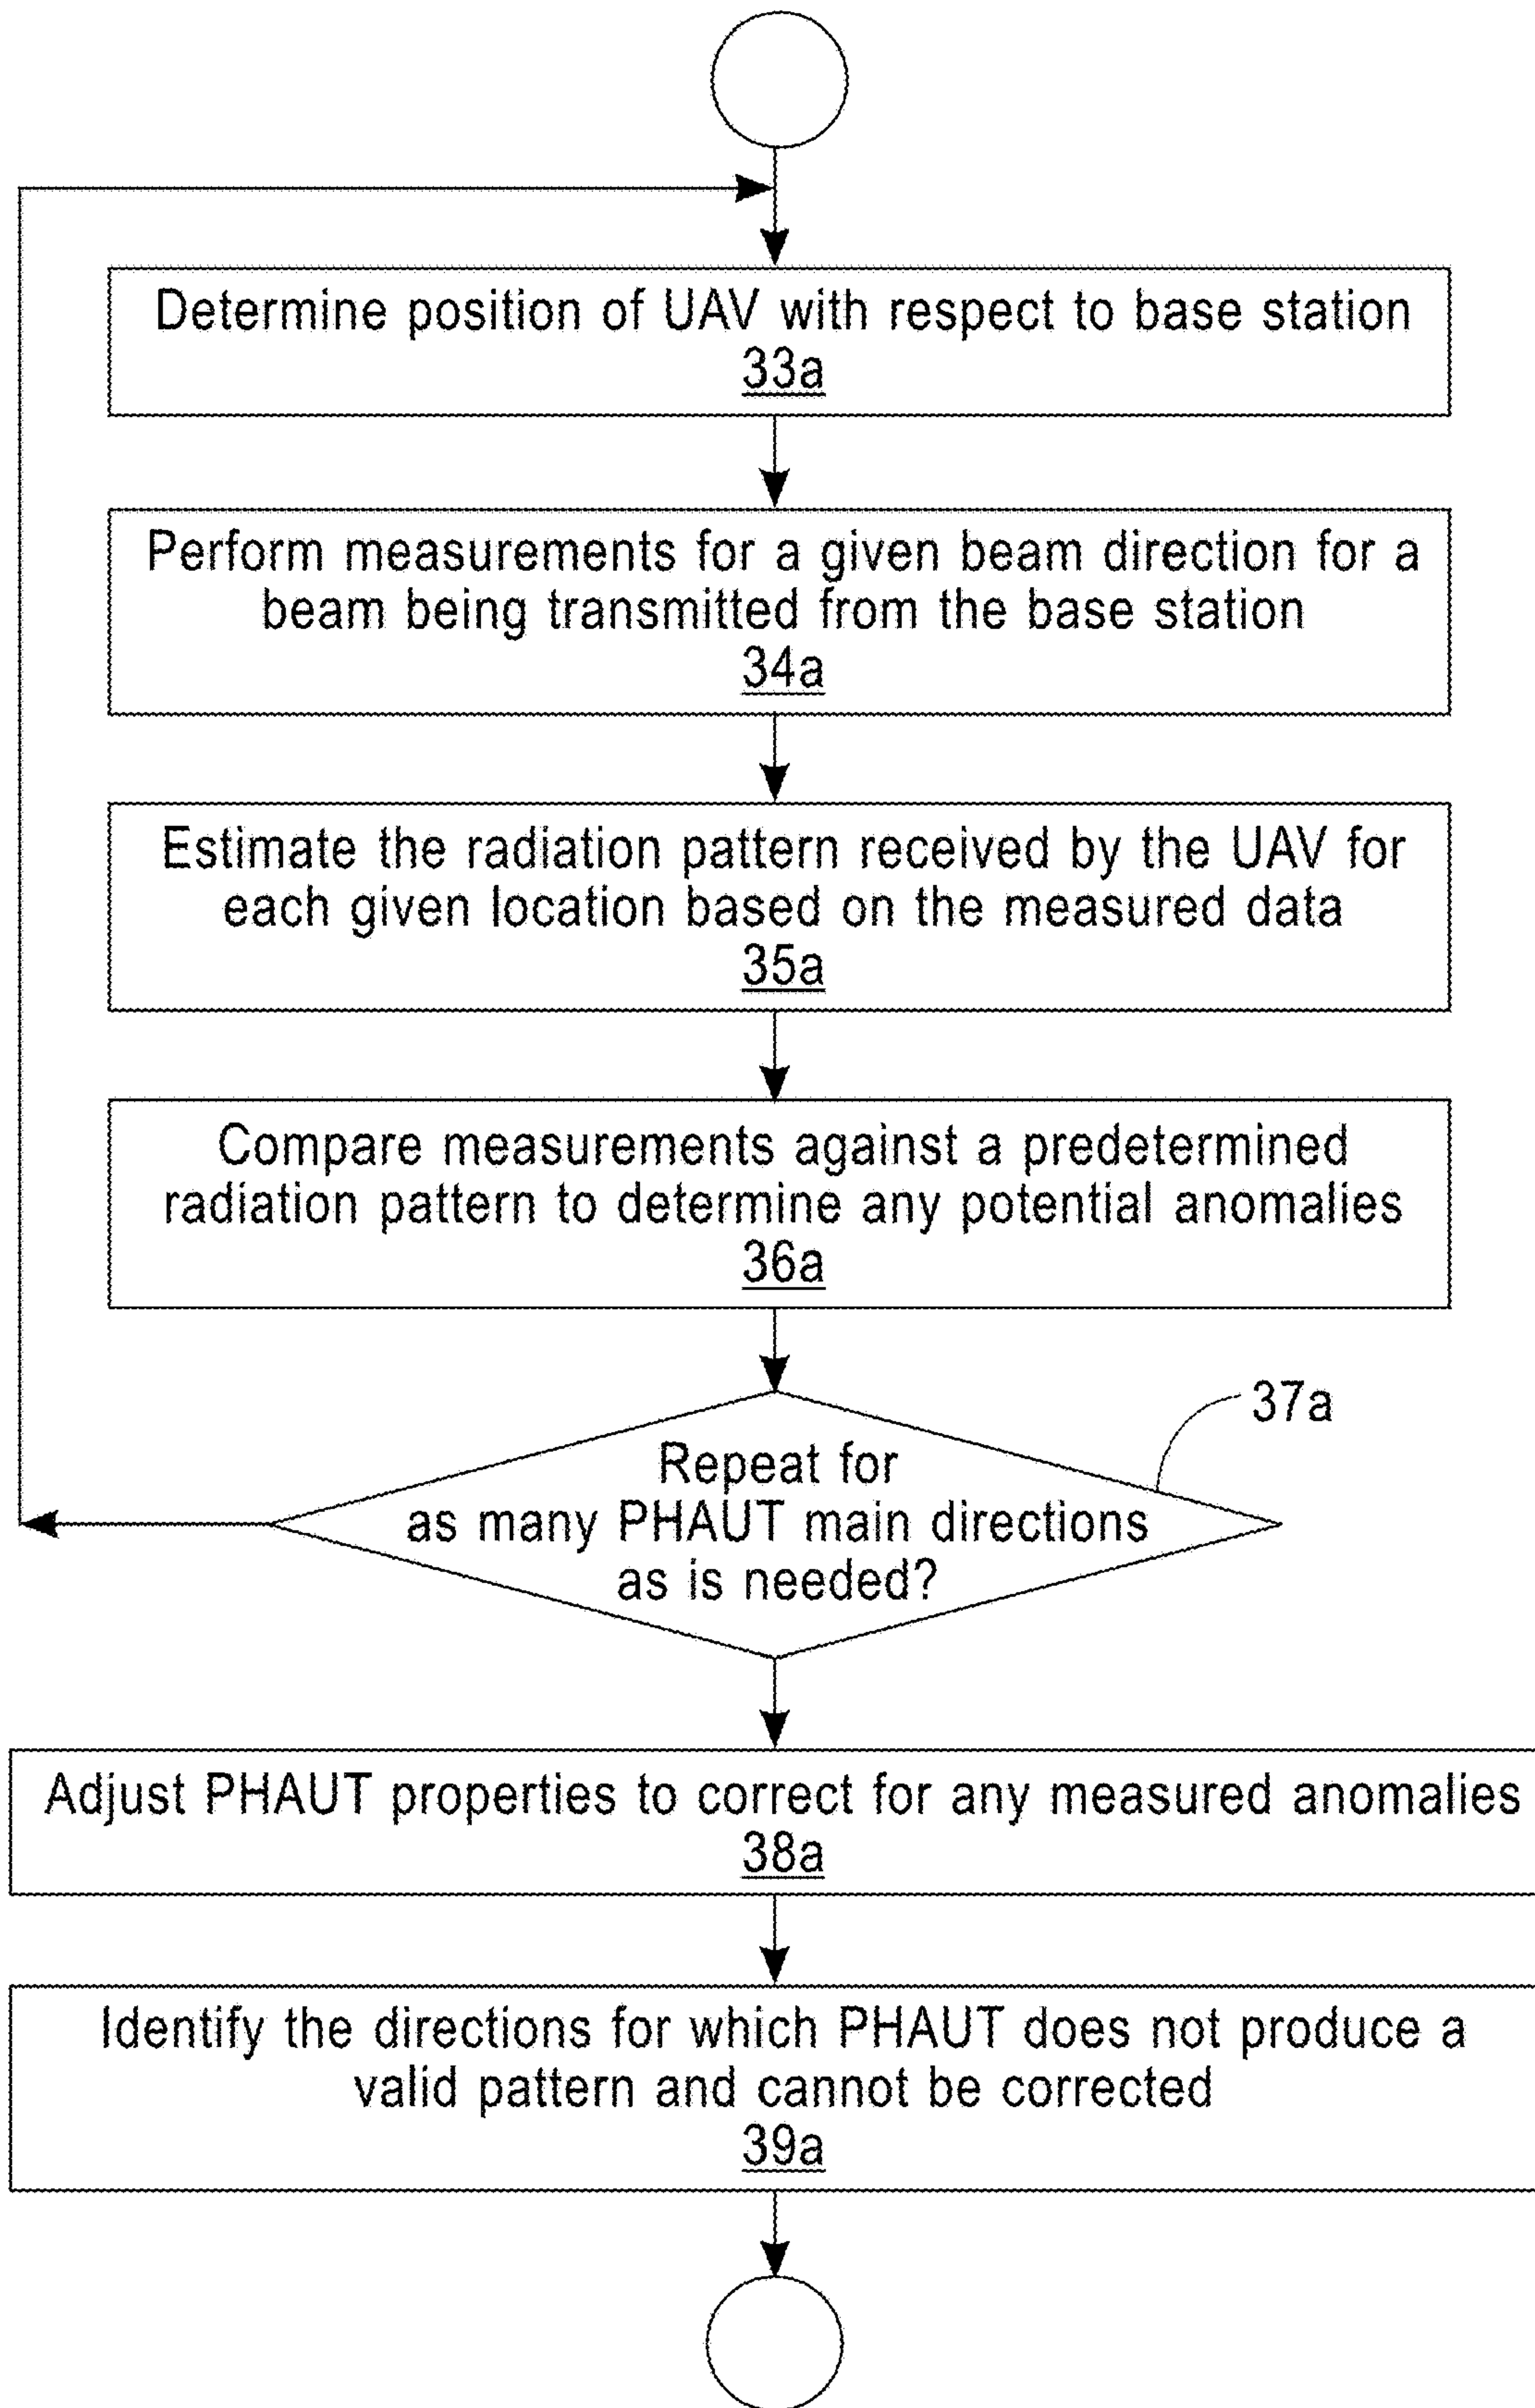 Determine position of UAV with respect to base station
33a
Perform measurements for a given beam direction for a
beam being transmitted from the base station
34a
Estimate the radiation pattern received by the UAV for
each given location based on the measured data
35a
Compare measurements against a predetermined
radiation pattern to determine any potential anomalies
36a
37a
Repeat for
as many PHAUT main directions
as is needed?
Adjust PHAUT properties to correct for any measured anomalies
38a
Identify the directions for which PHAUT does not produce a
valid pattern and cannot be corrected
39a